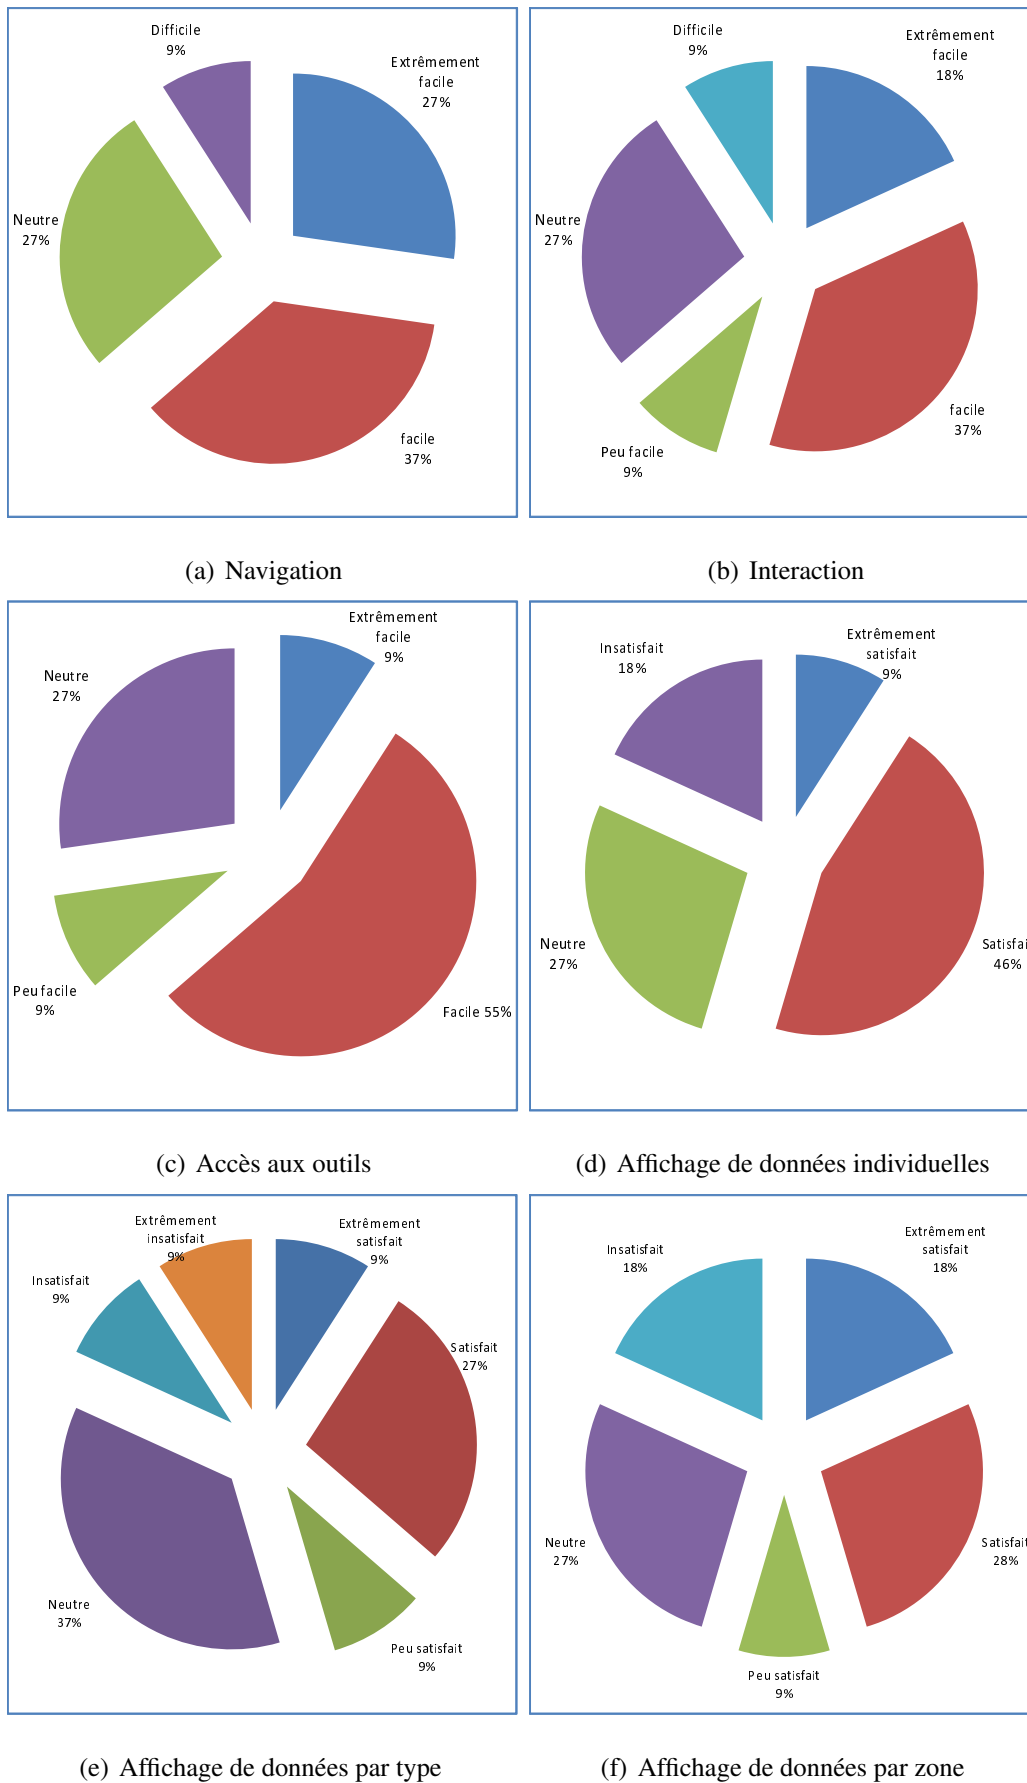 Difficile
9%
Extrêmement
facile
27%
Neutre
27%
facile
37%
Difficile
9%
Extrêmement
facile
18%
Neutre
27%
facile
37%
Peu facile
9%
(a) Navigation
(b) Interaction
Extrêmement
facile
9%
Neutre
27%
Peu facile
9%
Facile 55%
Extrêmement
satisfait
9%
Insatisfait
18%
Neutre
27%
Satisfai
46%
(c) Accès aux outils
(d) Affichage de données individuelles
Extrêmement
insatisfait
9%
Extrêmement
satisfait
9%
Insatisfait
9%
Satisfait
27%
Neutre
37%
Peu satisfait
9%
Extrêmement
satisfait
18%
Insatisfait
18%
Neutre
27%
Satisfait
28%
Peu satisfait
9%
(e) Affichage de données par type
(f) Affichage de données par zone